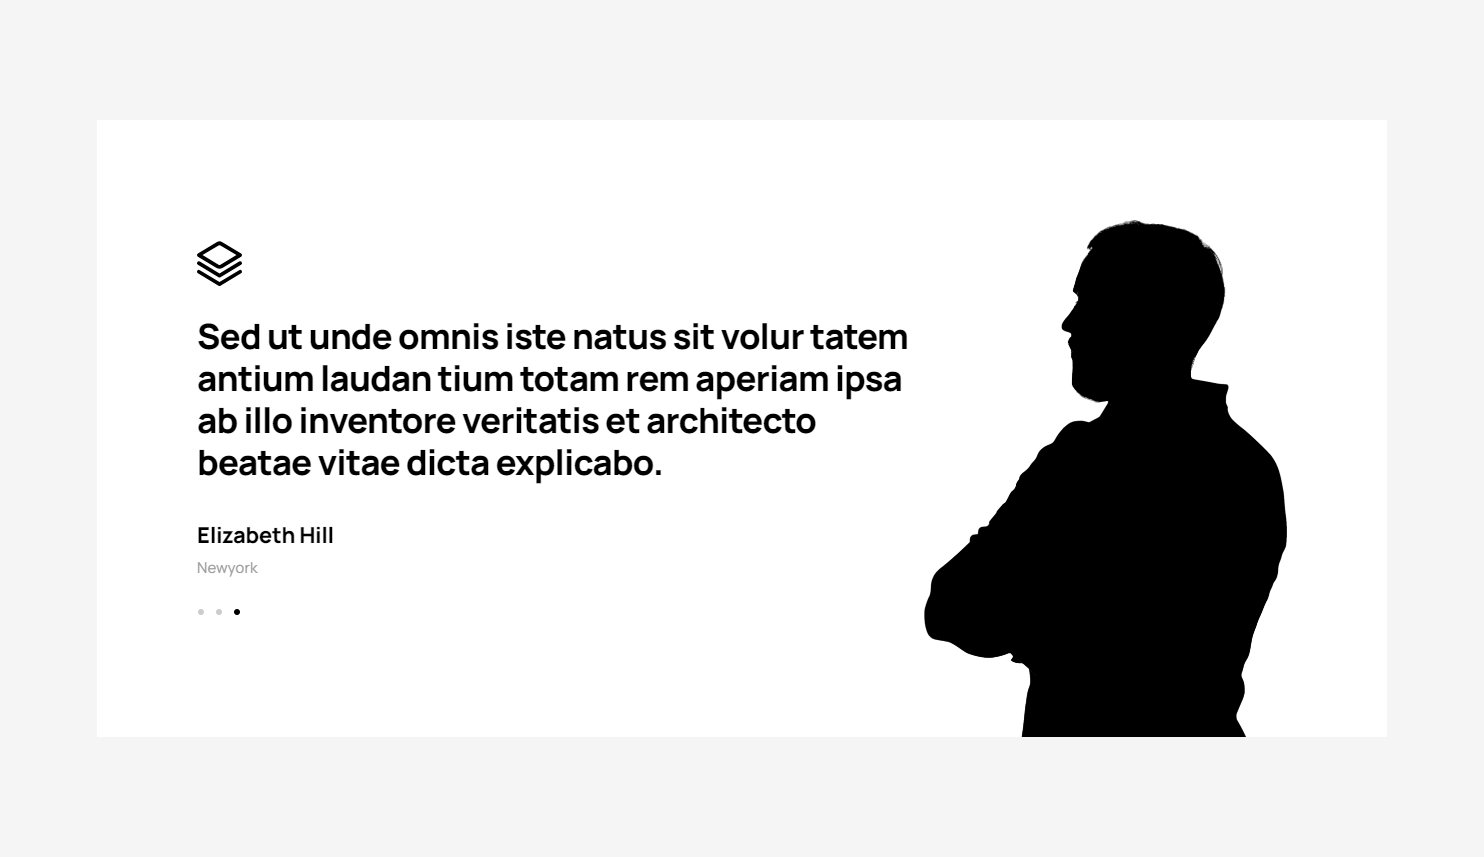 Sed ut unde omnis iste natus sit volur tatem
antium laudan tium totam rem aperiam ipsa
ab illo inventore veritatis et architecto
beatae vitae dicta explicabo.
Elizabeth Hill
Newyork